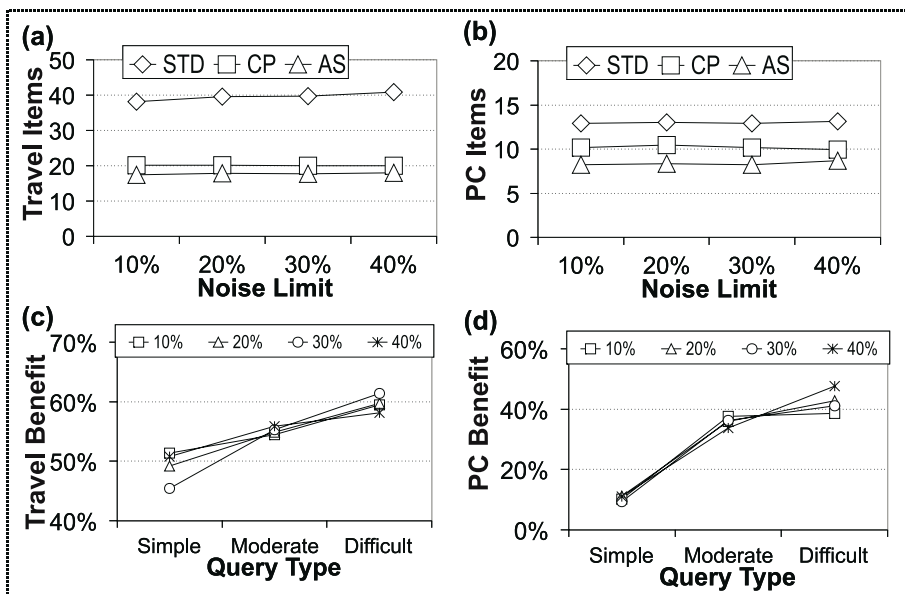 (a)
STD CP AS
50
40
30
20
10
0
Travel Items
10% 20% 30% 40%
Noise Limit
(b)
STD CP AS
20
15
10
5
0
PC Items
10% 20% 30% 40%
Noise Limit
(c)
10% 20% 30% 40%
70%
60%
50%
40%
Travel Benefit
Simple Moderate Difficult
Query Type
(d)
10% 20% 30% 40%
60%
40%
20%
0%
PC Benefit
Simple Moderate Difficult
Query Type